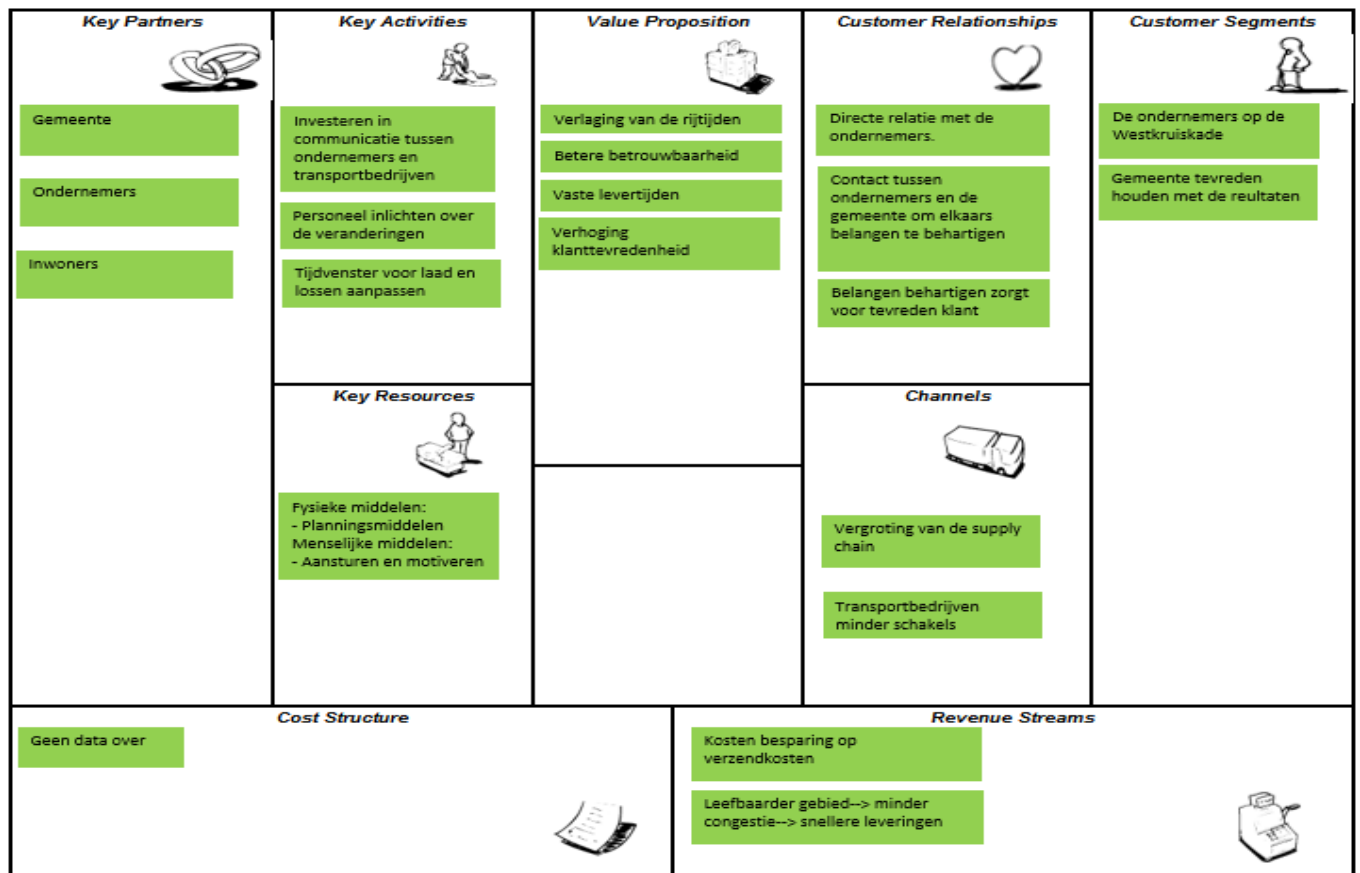 Key Partners
Gemeente
Ondernemers
Inwoners
Key Activities
Investeren in
communicatie tussen
ondernemers en
transportbedrijven
Personeel inlichten over
de veranderingen
Tijdvenster voor laad en
lossen aanpassen
Key Resources
Fysieke middelen:
- Planningsmiddelen
Menselijke middelen:
- Aansturen en motiveren
Value Proposition
Verlaging van de rijtijden
Betere betrouwbaarheid
Vaste levertijden
Verhoging
klanttevredenheid
Customer Relationships
Directe relatie met de
ondernemers.
Contact tussen
ondernemers en de
gemeente om elkaars
belangen te behartigen
Belangen behartigen zorgt
voor tevreden klant
Channels
Vergroting van de supply
chain
Transportbedrijven
minder schakels
Customer Segments
De ondernemers op de
Westkruiskade
Gemeente tevreden
houden met de reultaten
Cost Structure
Geen data over
Revenue Streams
Kosten besparing op
verzendkosten
Leefbaarder gebied--> minder
congestie--> snellere leveringen